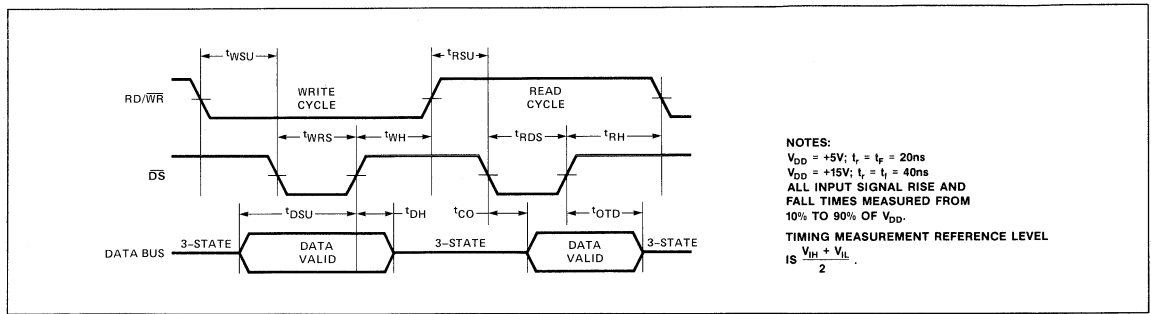 tWSU
tRSU
RD/WR
WRITE
CYCLE
READ
CYCLE
tWRS
tWH
tRDS
tRH
DS
tDSU
tDH
tCO
tOTD
DATA BUS
3-STATE
DATA
VALID
3-STATE
DATA
VALID
3-STATE
NOTES:
VDD = +5V; tr = tF = 20ns
VDD = +15V; tr = tf = 40ns
ALL INPUT SIGNAL RISE AND
FALL TIMES MEASURED FROM
10% TO 90% OF VDD.
TIMING MEASUREMENT REFERENCE LEVEL
IS VIH + VIL
2 .